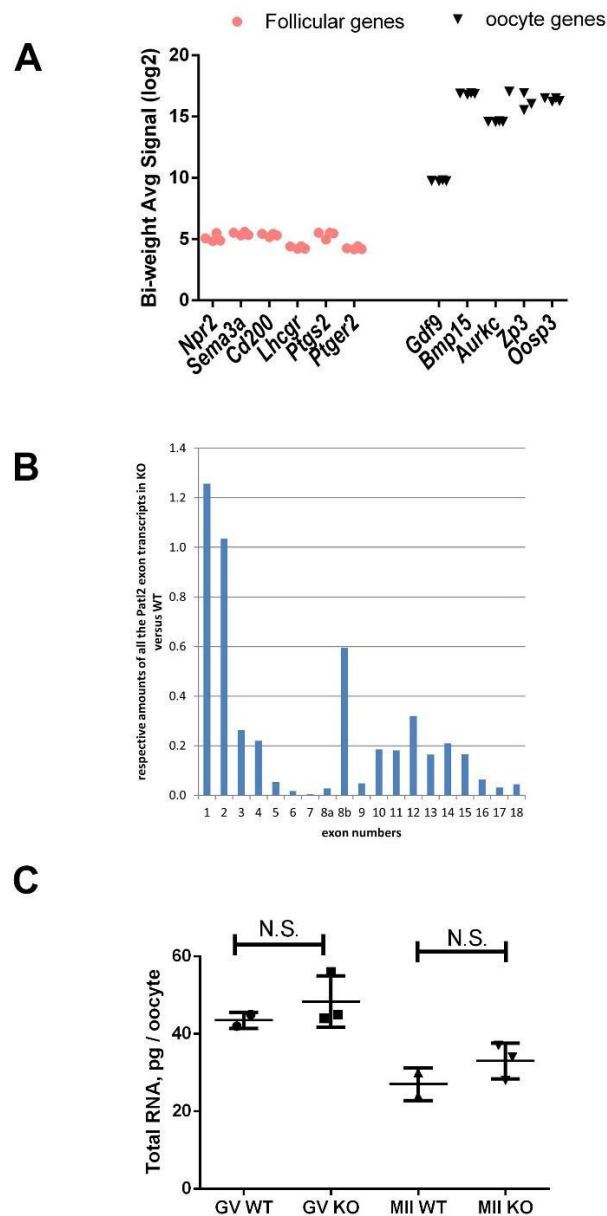 Follicular genes oocyte genes
A
Bi-weight Avg Signal (log2)
20
15
10
5
0
Npr2
Sema3a
Cd200
Lhcgr
Ptgs2
Ptger2
Gdf9
Bmp15
Aurkc
Zp3
Oosp3
B
respective amounts of all the Patl2 exon transcripts in KO
versus WT
1.4
1.2
1.0
0.8
0.6
0.4
0.2
0.0
1 2 3 4 5 6 7 8a 8b 9 10 11 12 13 14 15 16 17 18
exon numbers
C
N.S. N.S.
Total RNA, pg / oocyte
60
40
20
0
GV WT GV KO MII WT MII KO